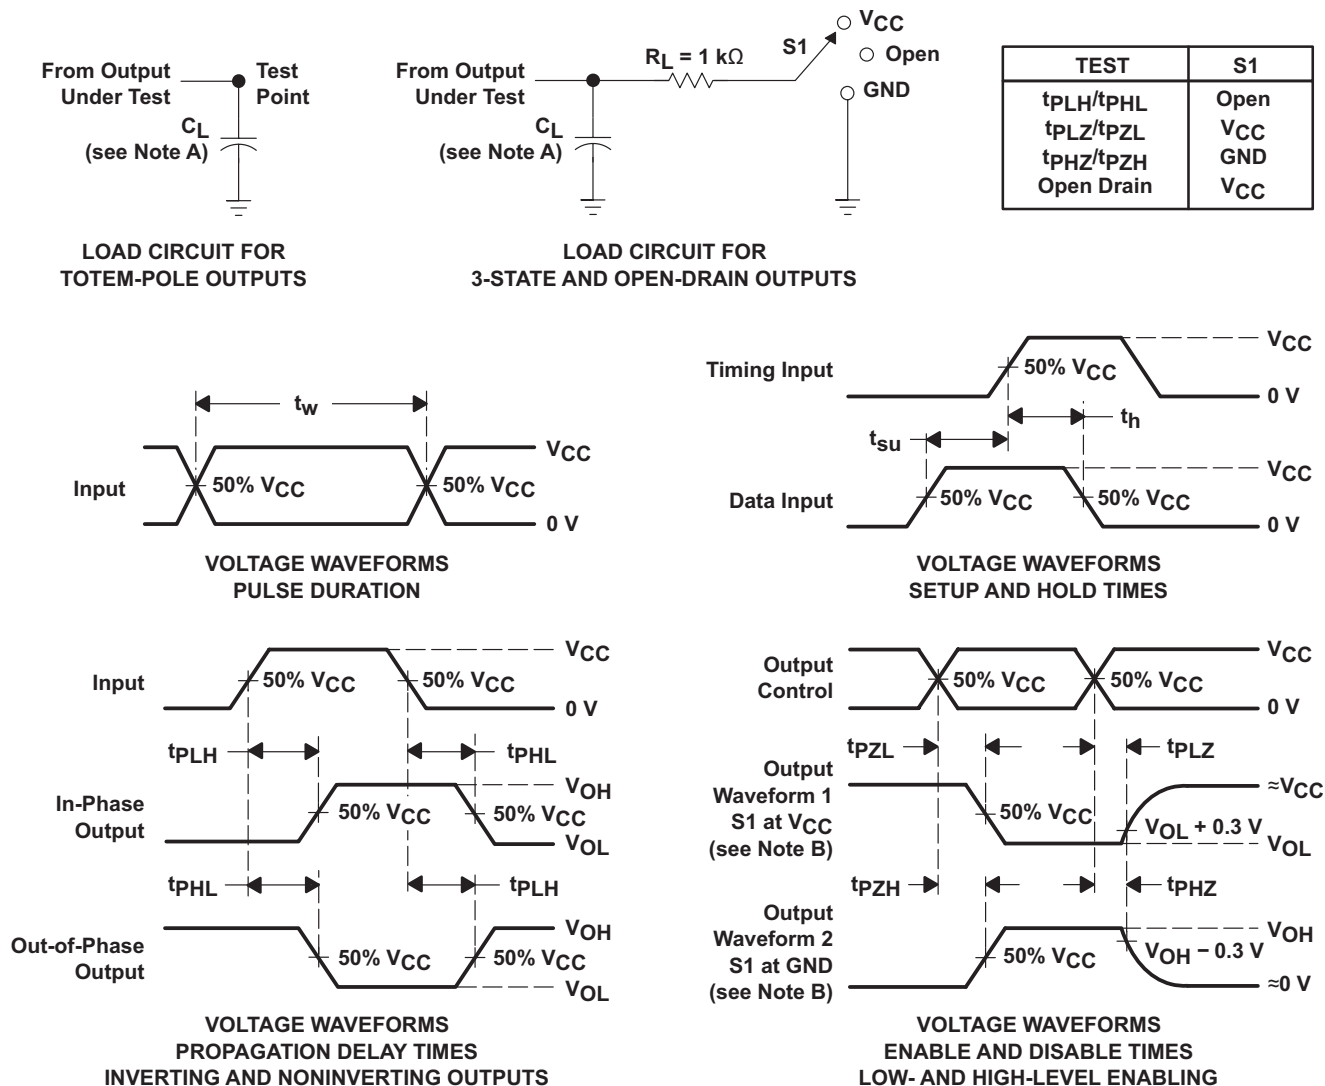 From Output
Under Test
Test
Point
CL
(see Note A)
LOAD CIRCUIT FOR
TOTEM-POLE OUTPUTS
From Output
Under Test
RL = 1 kΩ
S1
VCC
Open
GND
CL
(see Note A)
LOAD CIRCUIT FOR
3-STATE AND OPEN-DRAIN OUTPUTS
TEST S1
tPLH/tPHL Open
tPLZ/tPZL VCC
tPHZ/tPZH GND
Open Drain VCC
tw
Input
50% VCC
50% VCC
VCC
0 V
VOLTAGE WAVEFORMS
PULSE DURATION
Timing Input
50% VCC
VCC
0 V
tsu
th
Data Input
50% VCC
50% VCC
VCC
0 V
VOLTAGE WAVEFORMS
SETUP AND HOLD TIMES
Input
50% VCC
50% VCC
VCC
0 V
tPLH
tPHL
In-Phase
Output
50% VCC
50% VCC
VOH
VOL
tPHL
tPLH
Out-of-Phase
Output
50% VCC
50% VCC
VOH
VOL
VOLTAGE WAVEFORMS
PROPAGATION DELAY TIMES
INVERTING AND NONINVERTING OUTPUTS
Output
Control
50% VCC
50% VCC
VCC
0 V
tPZL
tPLZ
Output
Waveform 1
S1 at VCC
(see Note B)
50% VCC
VOL + 0.3 V
≈VCC
VOL
tPZH
tPHZ
Output
Waveform 2
S1 at GND
(see Note B)
50% VCC
VOH − 0.3 V
VOH
≈0 V
VOLTAGE WAVEFORMS
ENABLE AND DISABLE TIMES
LOW- AND HIGH-LEVEL ENABLING